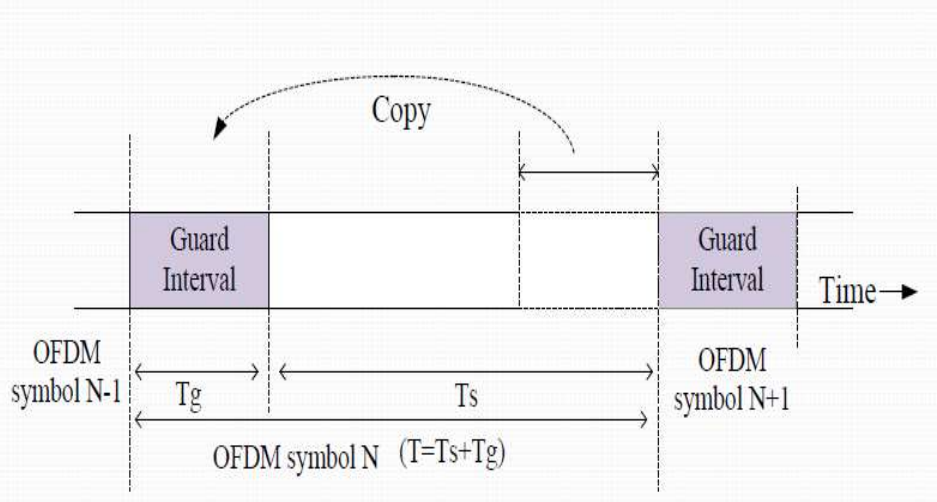 Copy
Guard
Interval
Guard
Interval
Time
OFDM
symbol N-1
Tg
Ts
OFDM
symbol N+1
OFDM symbol N (T=Ts+Tg)